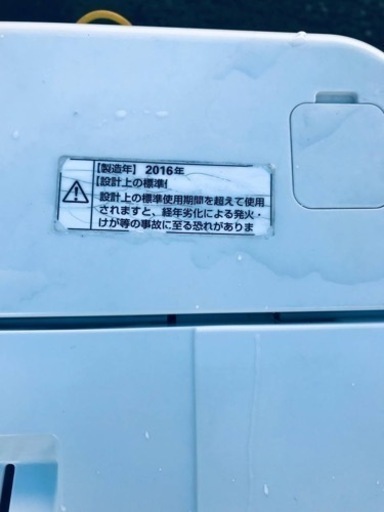 【製造年】 2016年
【設計上の標準
設計上の標準使用期間を超えて使用
されますと、経年劣化による発火・
けが等の事故に至る恐れがありま